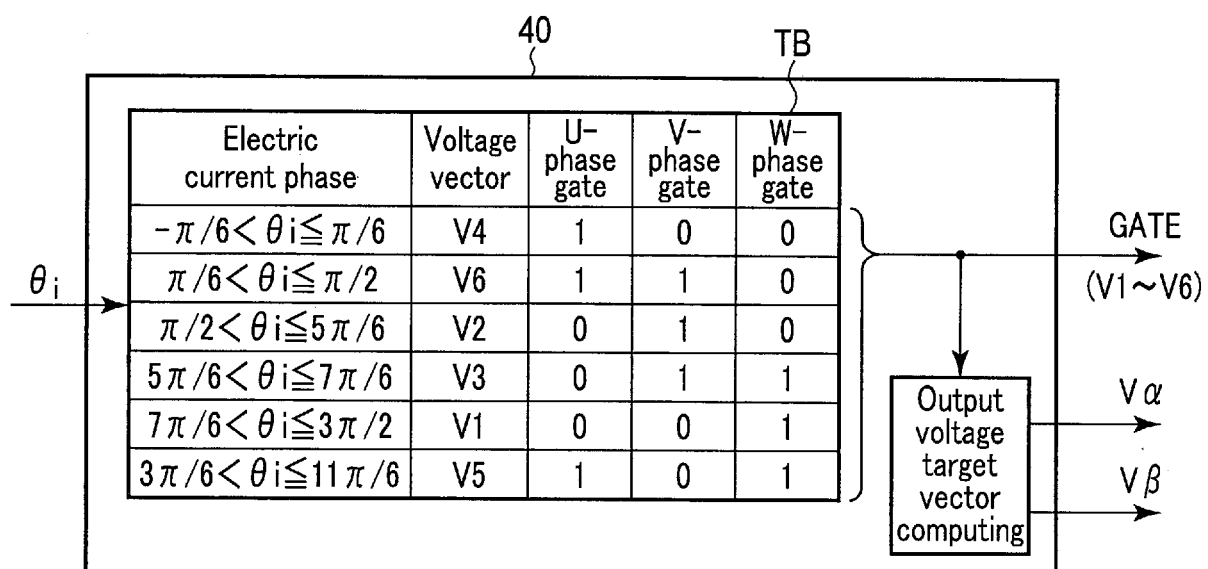 40
TB
Electric current phase Voltage vector U-phase gate V-phase gate W-phase gate
-π/6<θi≦π/6 V4 1 0 0
π/6<θi≦π/2 V6 1 1 0
π/2<θi≦5π/6 V2 0 1 0
5π/6<θi≦7π/6 V3 0 1 1
7π/6<θi≦3π/2 V1 0 0 1
3π/6<θi≦11π/6 V5 1 0 1
θi
GATE
(V1~V6)
Output
voltage
target
vector
computing
Vα
Vβ